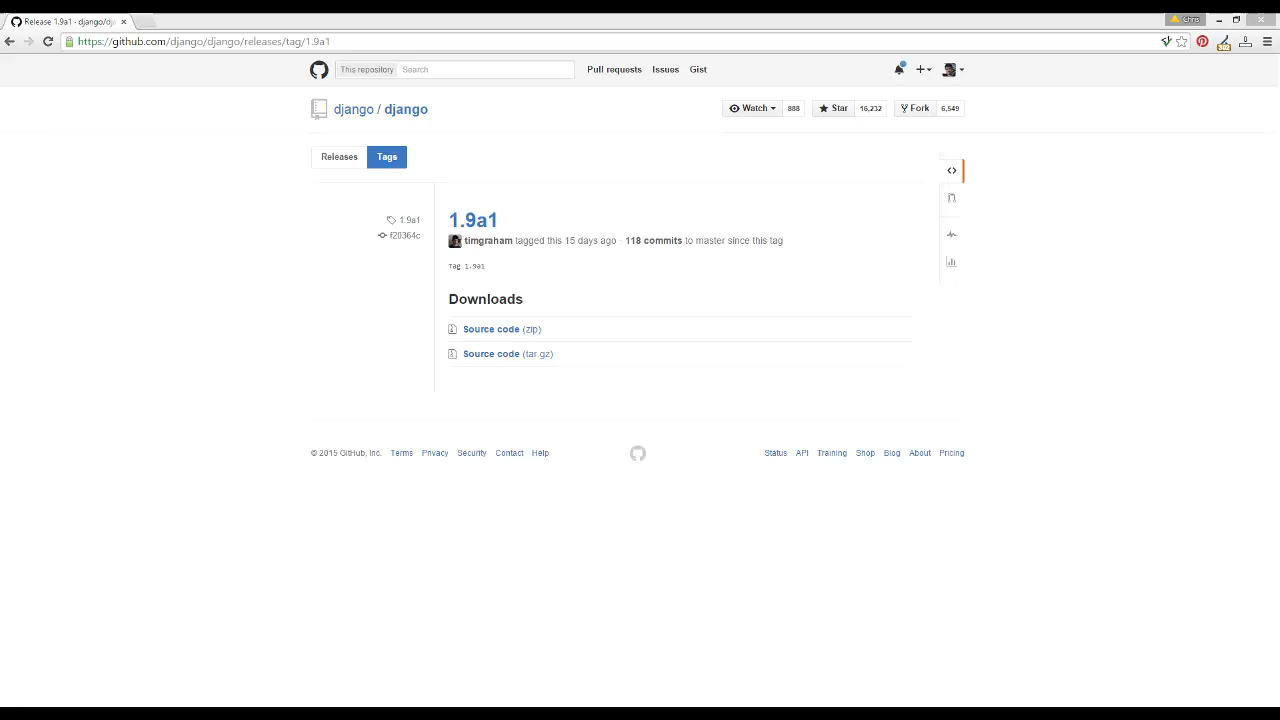 Release 1.9a1 · django/dj
Chris
https://github.com/django/django/releases/tag/1.9a1
This repository Search Pull requests Issues Gist
django / django Watch 888 Star 16,232 Fork 6,549
Releases Tags
1.9a1
f20364c
1.9a1
timgraham tagged this 15 days ago · 118 commits to master since this tag
Tag 1.9a1
Downloads
Source code (zip)
Source code (tar.gz)
© 2015 GitHub, Inc. Terms Privacy Security Contact Help Status API Training Shop Blog About Pricing